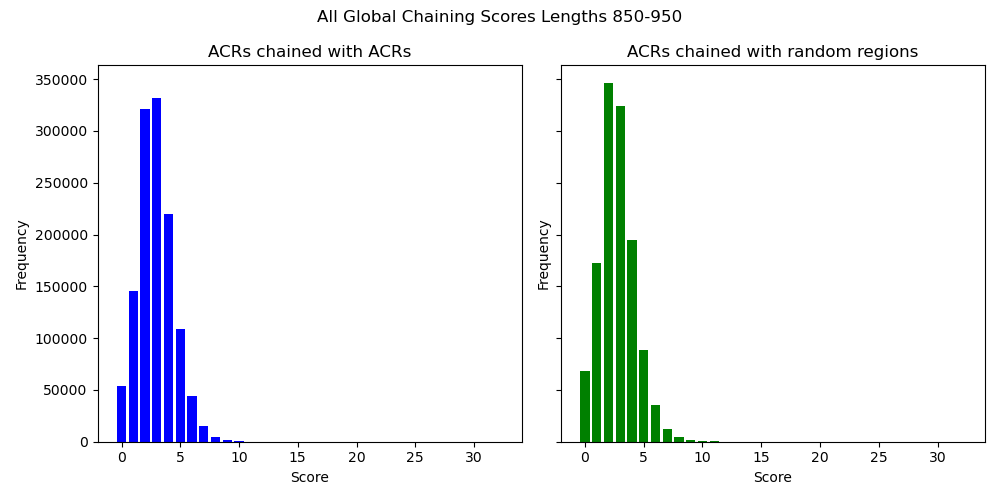 All Global Chaining Scores Lengths 850-950
ACRs chained with ACRs
350000
300000
250000
200000
150000
100000
50000
0
Frequency
0 5 10 15 20 25 30
Score
ACRs chained with random regions
Frequency
0 5 10 15 20 25 30
Score